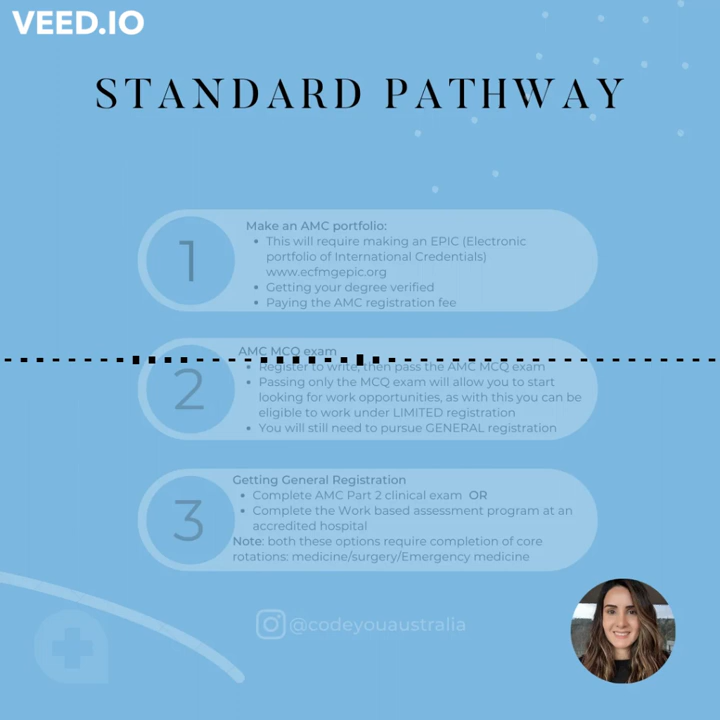 VEED.IO
STANDARD PATHWAY
1
Make an AMC portfolio:
• This will require making an EPIC (Electronic
portfolio of International Credentials)
www.ecfmgepic.org
• Getting your degree verified
• Paying the AMC registration fee
2
AMC MCQ exam
• Register to write, then pass the AMC MCQ exam
• Passing only the MCQ exam will allow you to start
looking for work opportunities, as with this you can be
eligible to work under LIMITED registration
• You will still need to pursue GENERAL registration
3
Getting General Registration
• Complete AMC Part 2 clinical exam OR
• Complete the Work based assessment program at an
accredited hospital
Note: both these options require completion of core
rotations: medicine/surgery/Emergency medicine
@codeyouaustralia